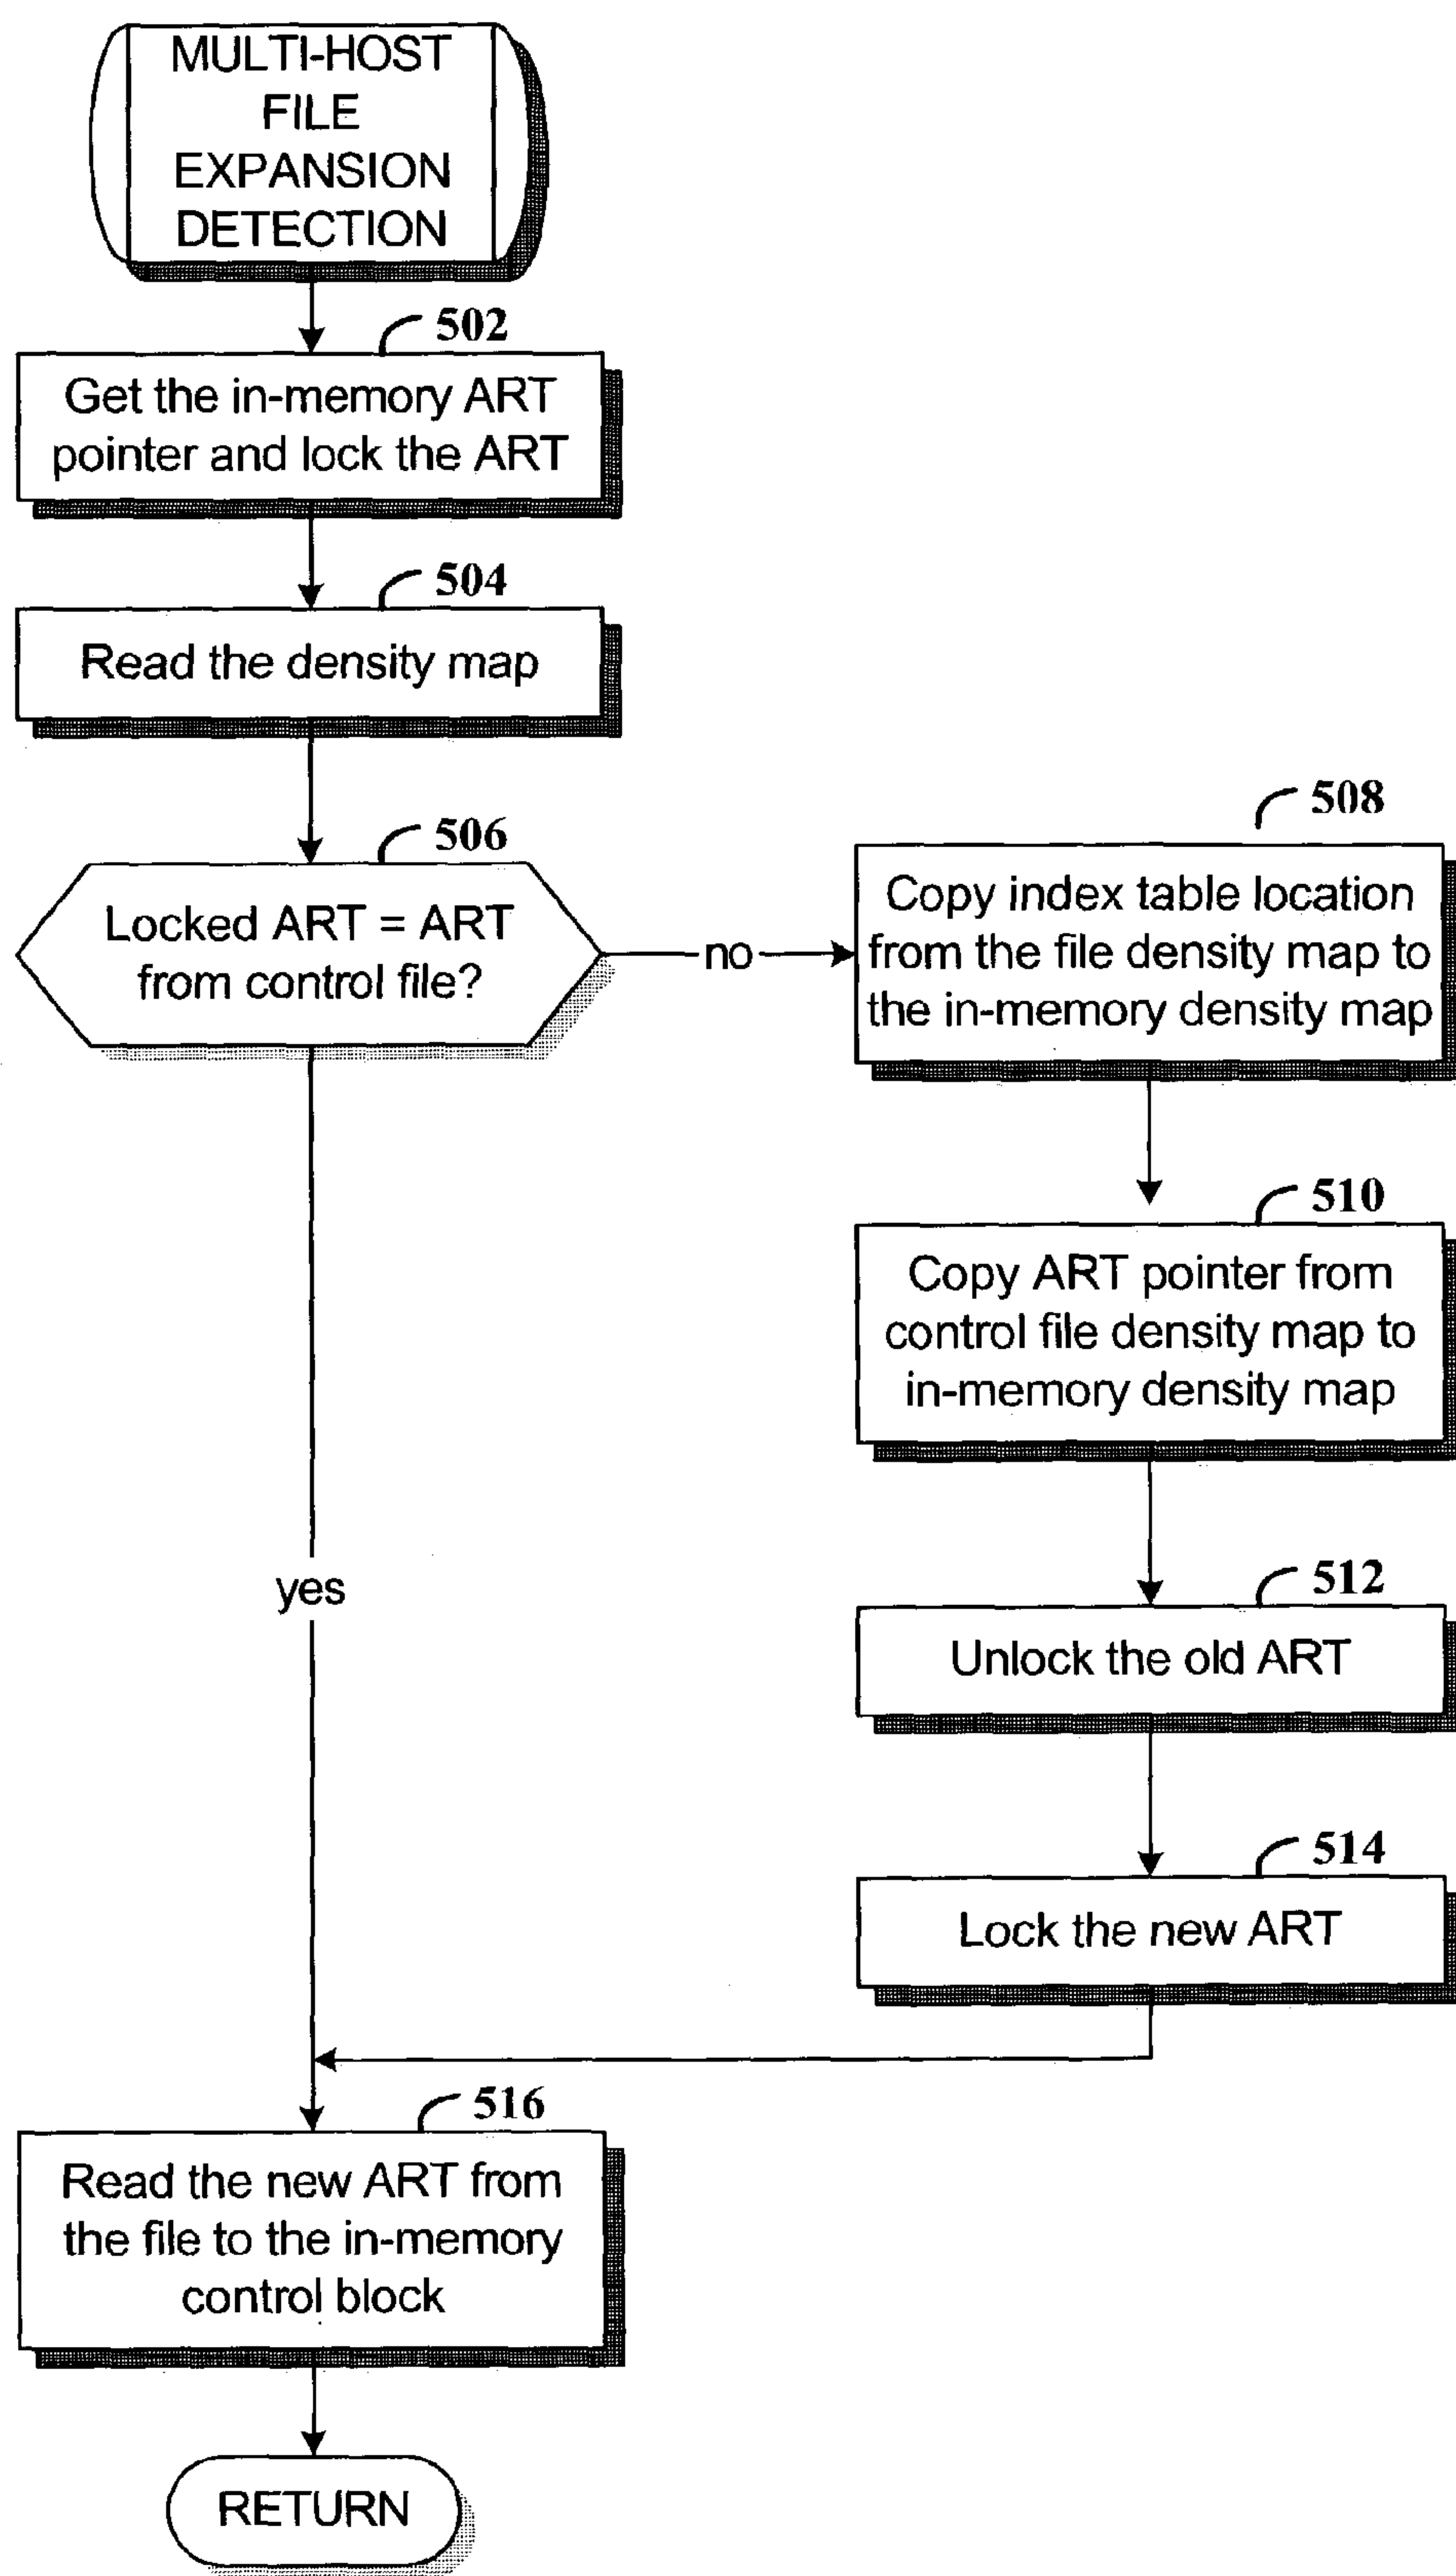 MULTI-HOST
FILE
EXPANSION
DETECTION
502
Get the in-memory ART
pointer and lock the ART
504
Read the density map
506
Locked ART = ART
from control file?
no
508
Copy index table location
from the file density map to
the in-memory density map
510
Copy ART pointer from
control file density map to
in-memory density map
512
Unlock the old ART
514
Lock the new ART
yes
516
Read the new ART from
the file to the in-memory
control block
RETURN